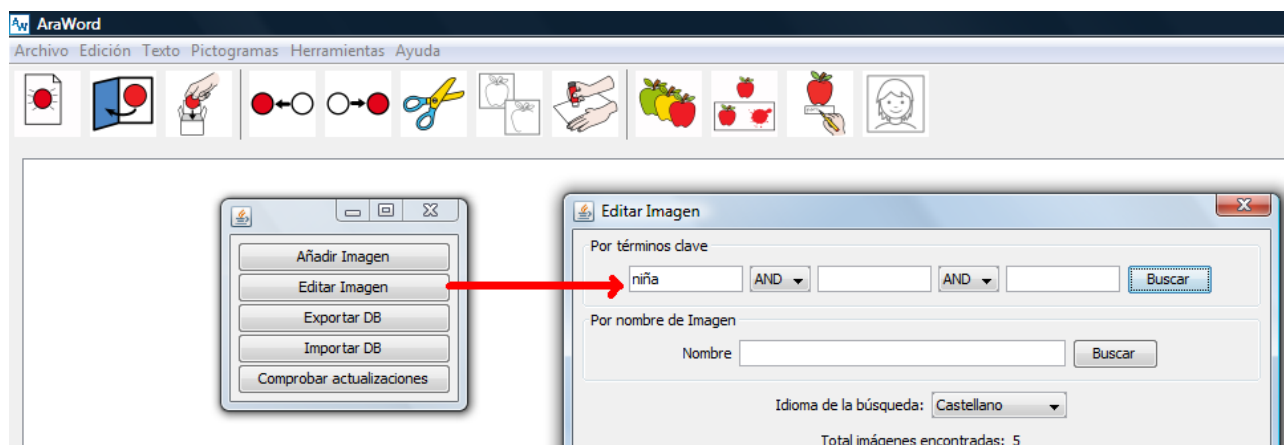 AW AraWord
Archivo Edición Texto Pictogramas Herramientas Ayuda
Añadir Imagen
Editar Imagen
Exportar DB
Importar DB
Comprobar actualizaciones
Editar Imagen
Por términos clave
niña AND AND Buscar
Por nombre de Imagen
Nombre Buscar
Idioma de la búsqueda: Castellano
Total imágenes encontradas: 5